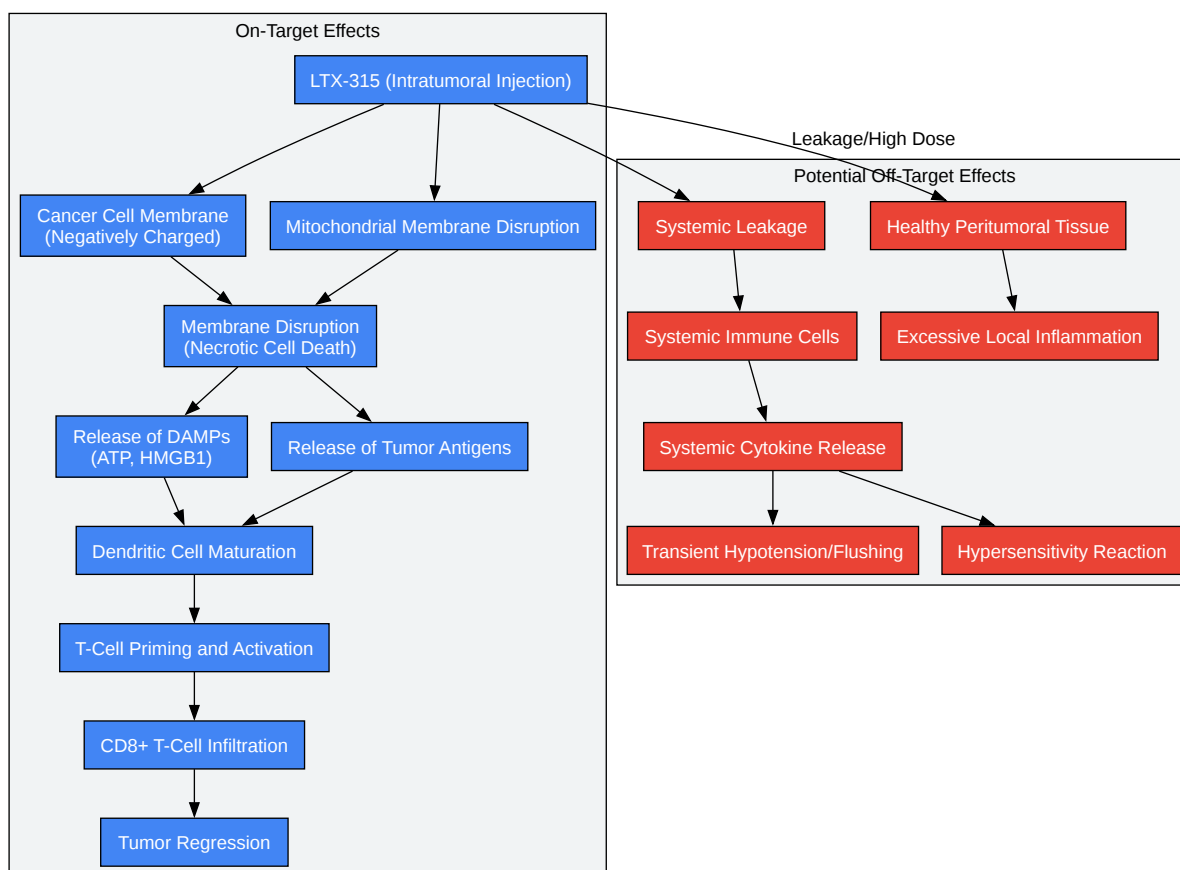 On-Target Effects
LTX-315 (Intratumoral Injection)
Leakage/High Dose
Potential Off-Target Effects
Cancer Cell Membrane
(Negatively Charged)
Mitochondrial Membrane Disruption
Systemic Leakage
Healthy Peritumoral Tissue
Membrane Disruption
(Necrotic Cell Death)
Systemic Immune Cells
Excessive Local Inflammation
Release of DAMPs
(ATP, HMGB1)
Release of Tumor Antigens
Systemic Cytokine Release
Dendritic Cell Maturation
Transient Hypotension/Flushing
Hypersensitivity Reaction
T-Cell Priming and Activation
CD8+ T-Cell Infiltration
Tumor Regression